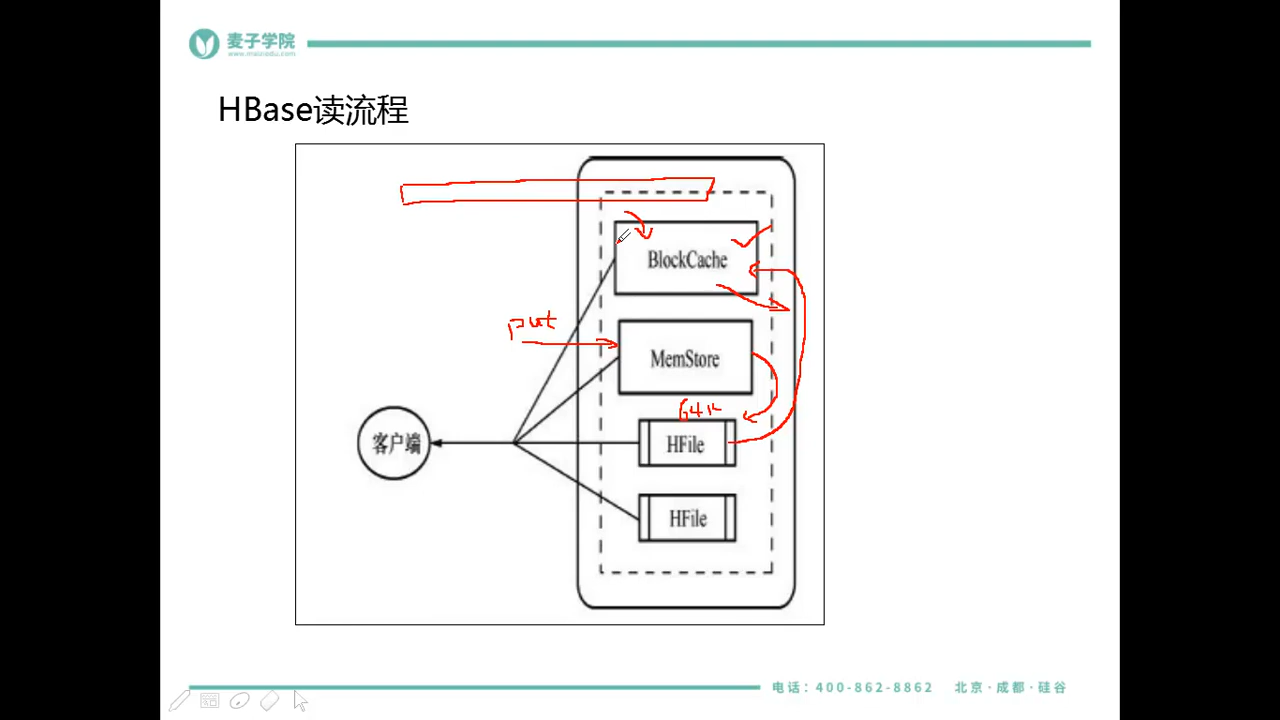 麦子学院
www.maiziedu.com
HBase读流程
BlockCache
put
MemStore
64K
客户端
HFile
HFile
电话：400-862-8862 北京·成都·硅谷